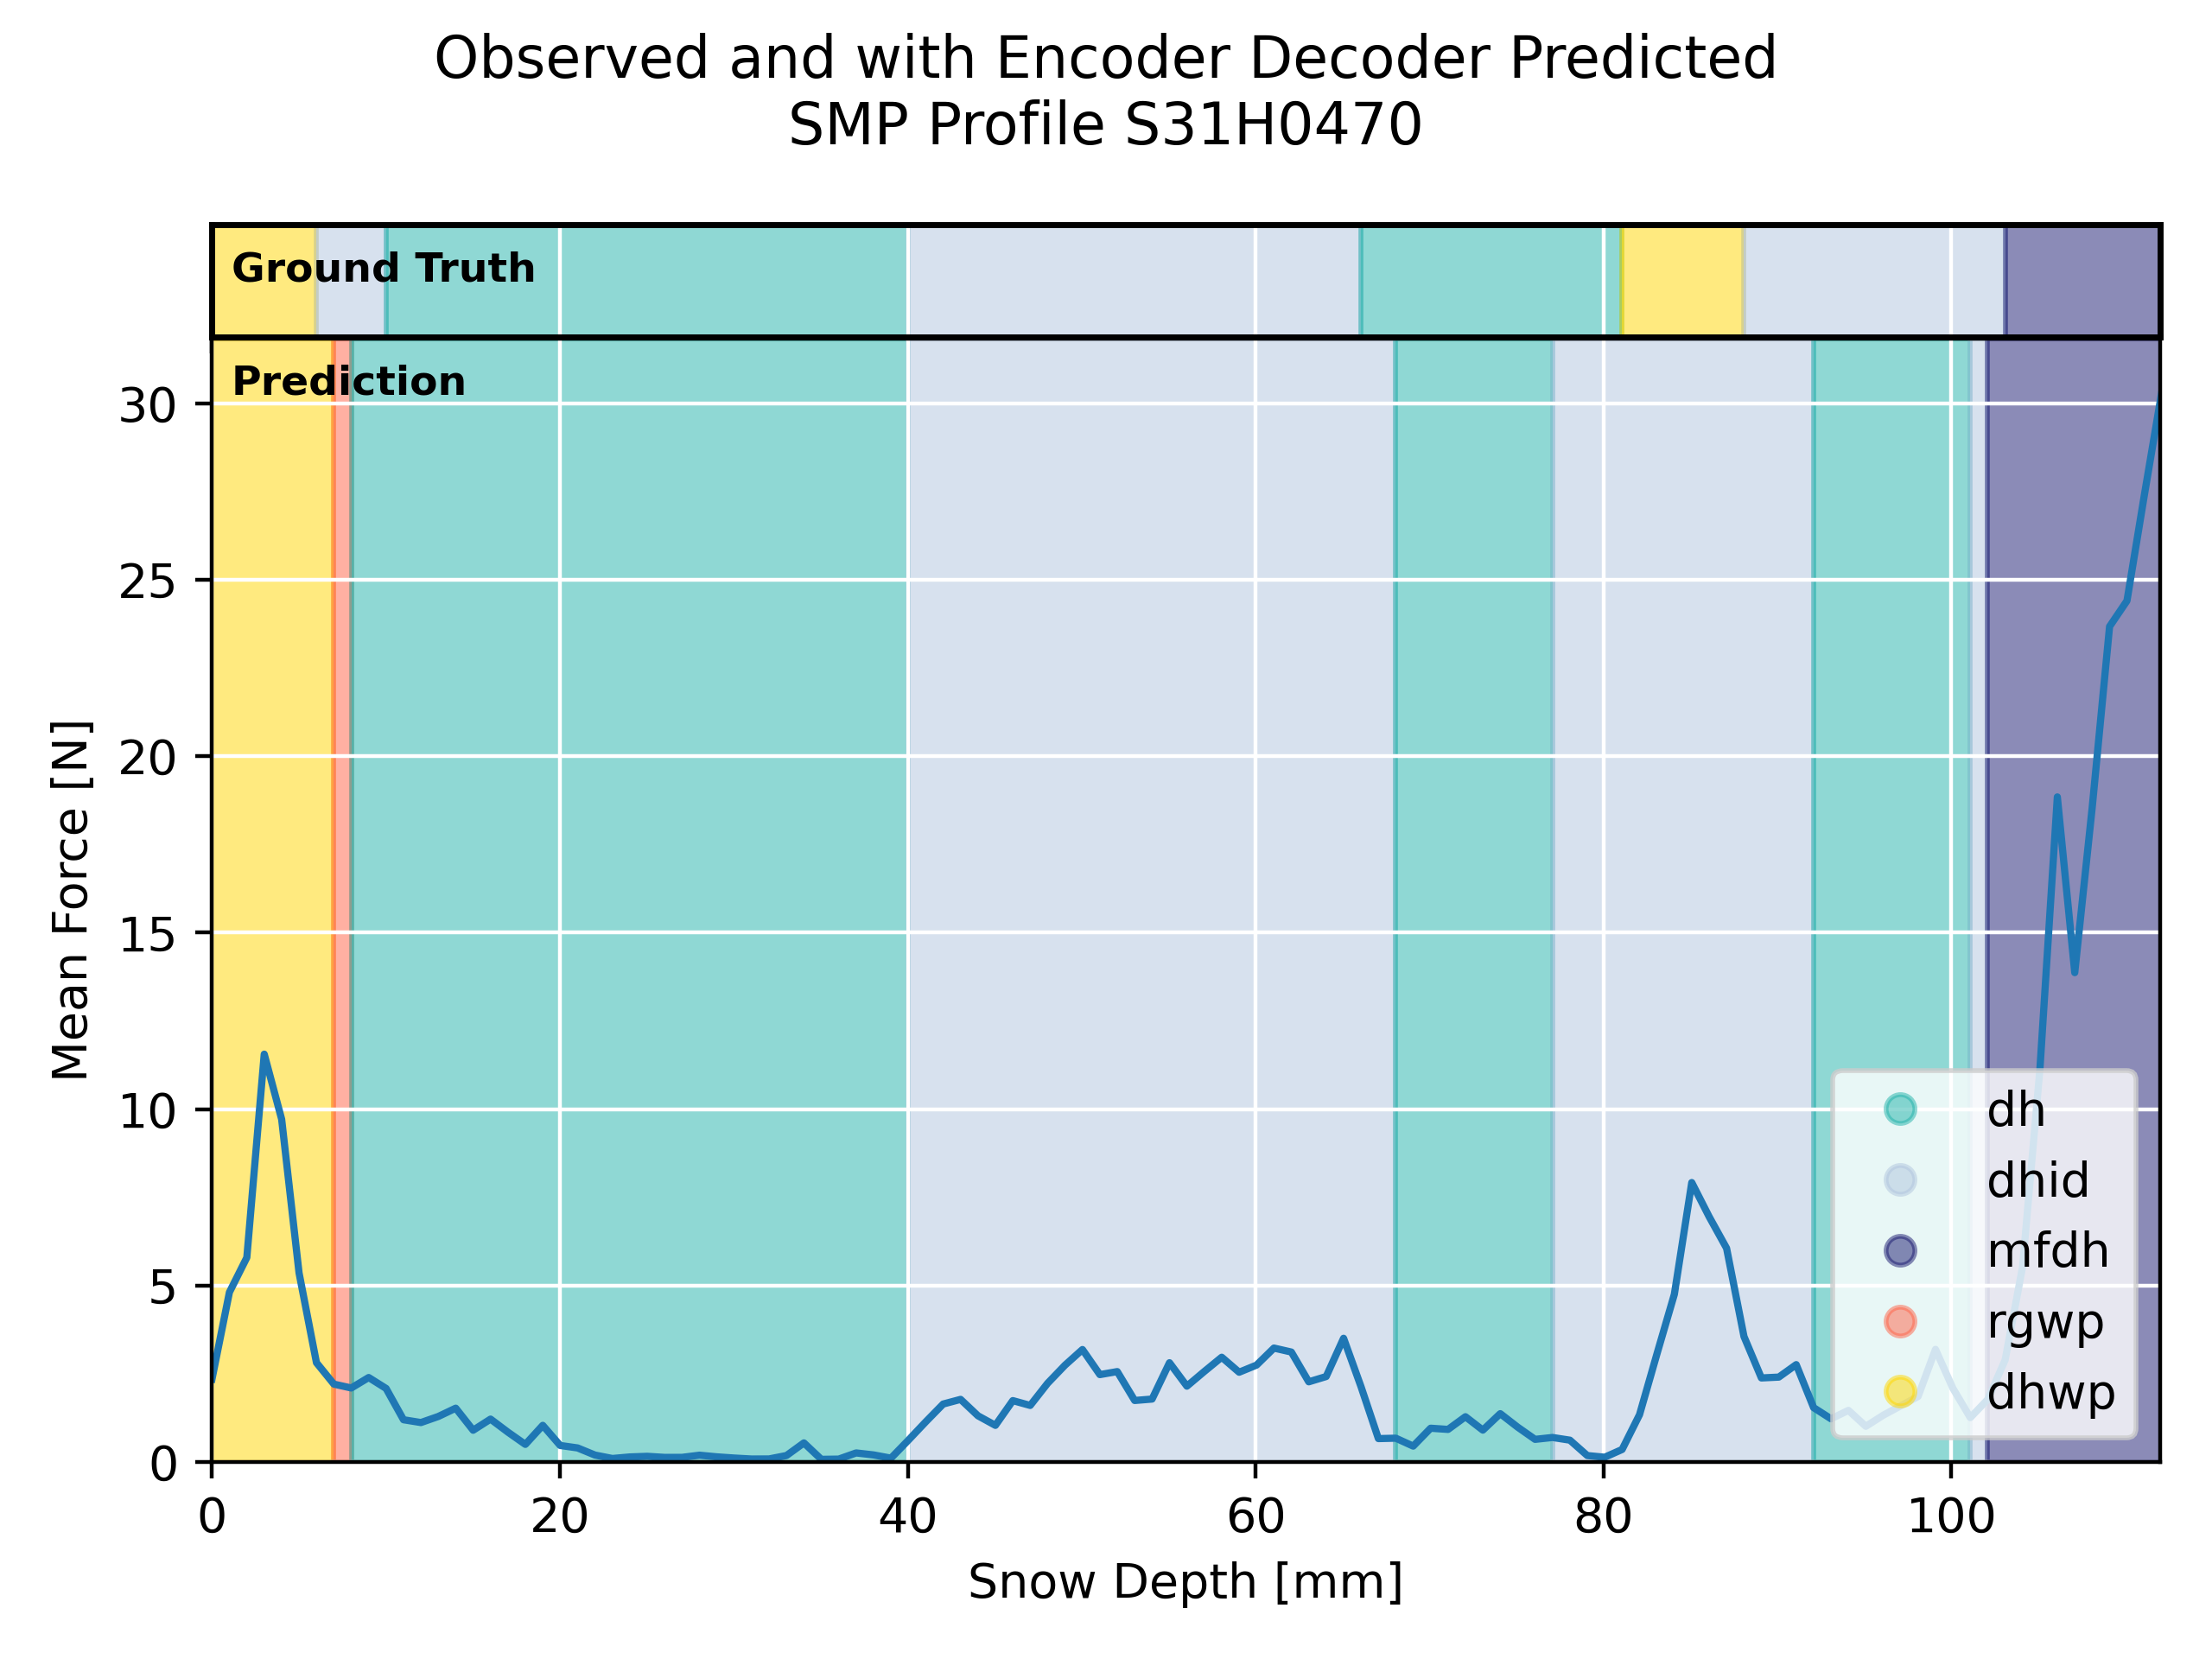 Observed and with Encoder Decoder Predicted
SMP Profile S31H0470
Ground Truth
Prediction
30
25
20
15
10
5
0
Mean Force [N]
dh
dhid
mfdh
rgwp
dhwp
0 20 40 60 80 100
Snow Depth [mm]